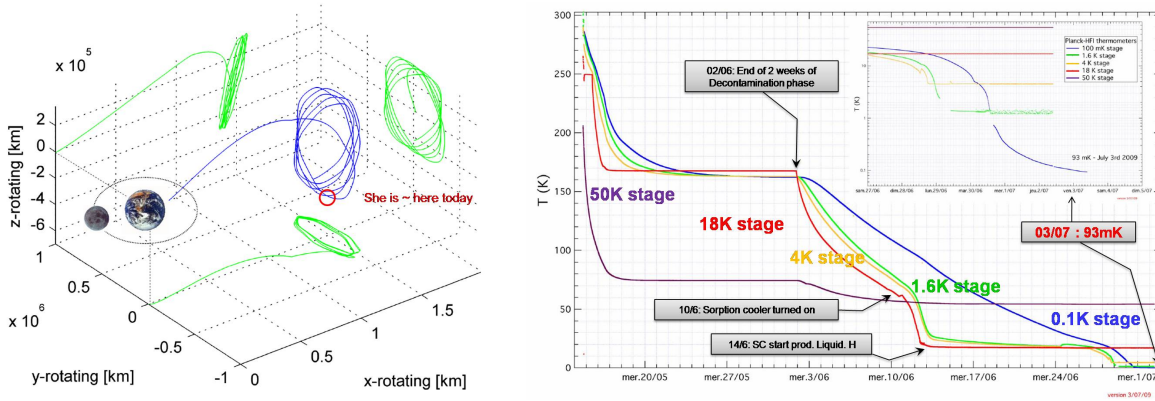 x 10^5
2
0
-2
-4
-6
z-rotating [km]
1
0.5
0
-0.5
-1
x 10^6
y-rotating [km]
0
0.5
1
1.5
x-rotating [km]
She is ~ here today
300
250
200
150
100
50
0
T (K)
02/06: End of 2 weeks of
Decontamination phase
50K stage
18K stage
4K stage
1.6K stage
0.1K stage
10/6: Sorption cooler turned on
14/6: SC start prod. Liquid. H
03/07 : 93mK
mer.20/05
mer.27/05
mer.3/06
mer.10/06
mer.17/06
mer.24/06
mer.1/07
version 3/07/09
Planck-HFI thermometers
100 mK stage
1.6 K stage
4 K stage
18 K stage
50 K stage
T (K)
10
1
0.1
93 mK - July 3rd 2009